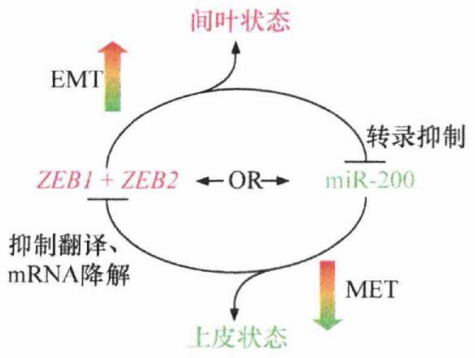 间叶状态
EMT
转录抑制
ZEB1 + ZEB2 ←OR→ miR-200
抑制翻译、
mRNA降解
MET
上皮状态